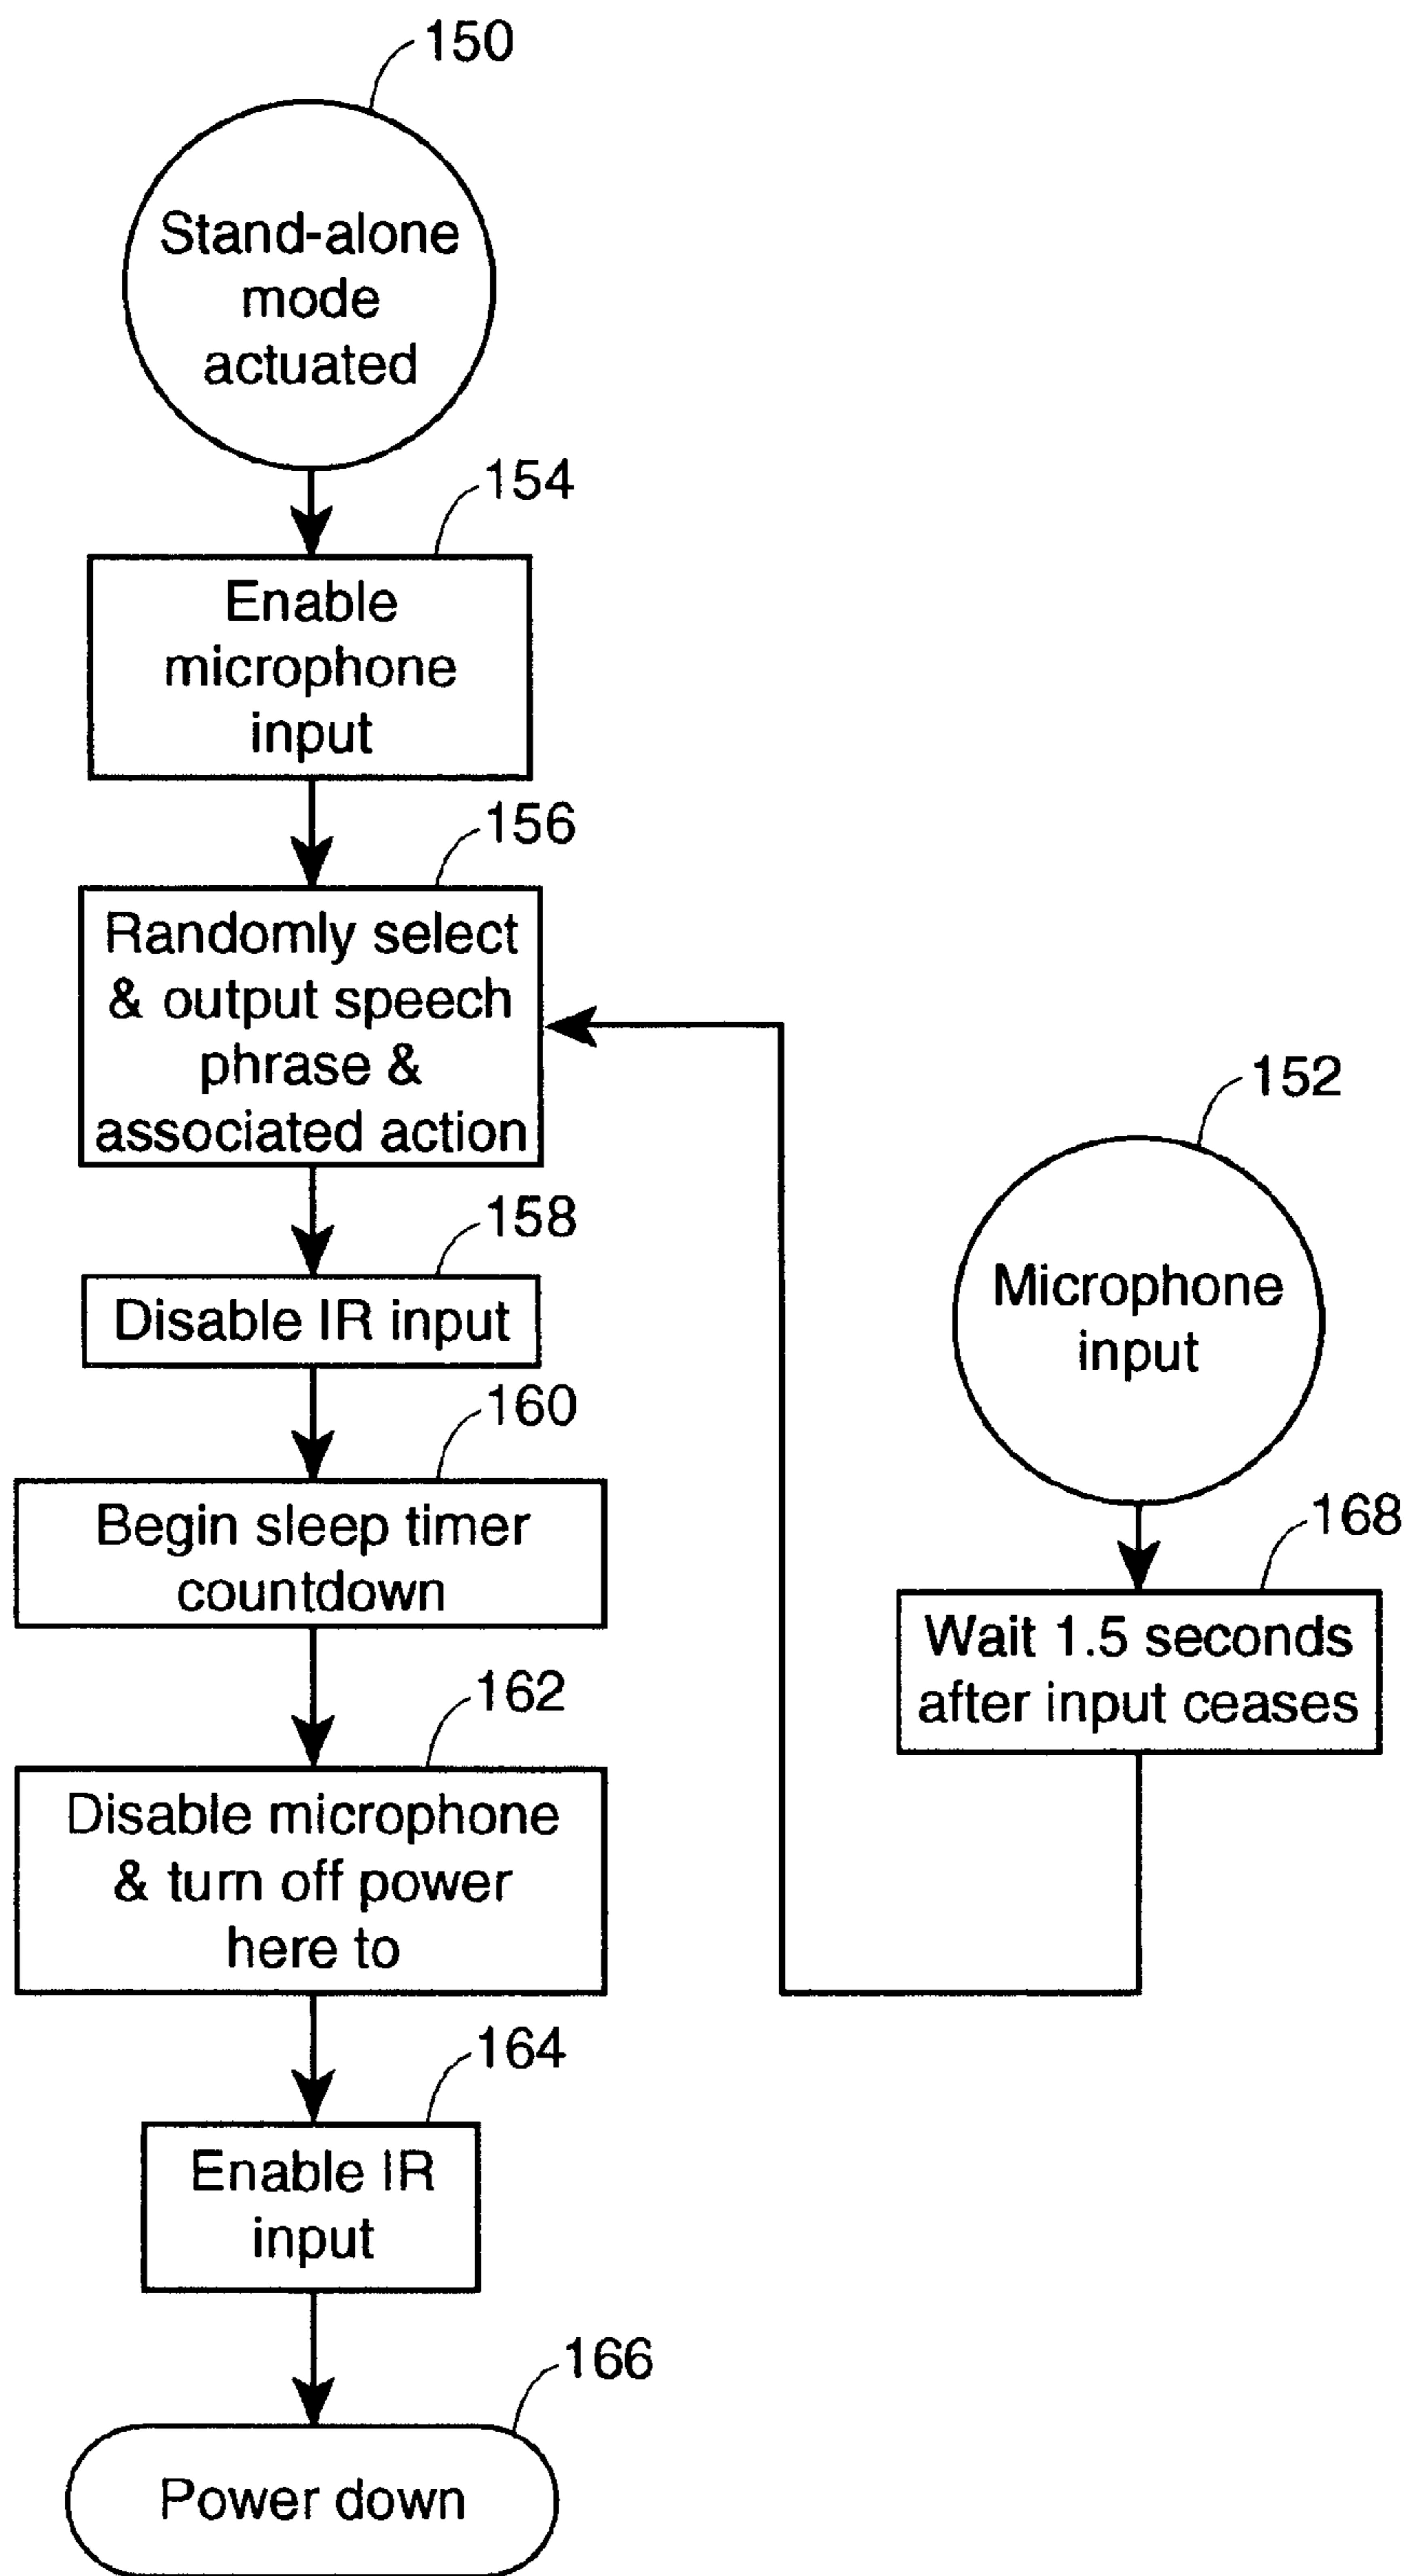 150
Stand-alone
mode
actuated
154
Enable
microphone
input
156
Randomly select
& output speech
phrase &
associated action
158
Disable IR input
160
Begin sleep timer
countdown
162
Disable microphone
& turn off power
here to
164
Enable IR
input
166
Power down
152
Microphone
input
168
Wait 1.5 seconds
after input ceases